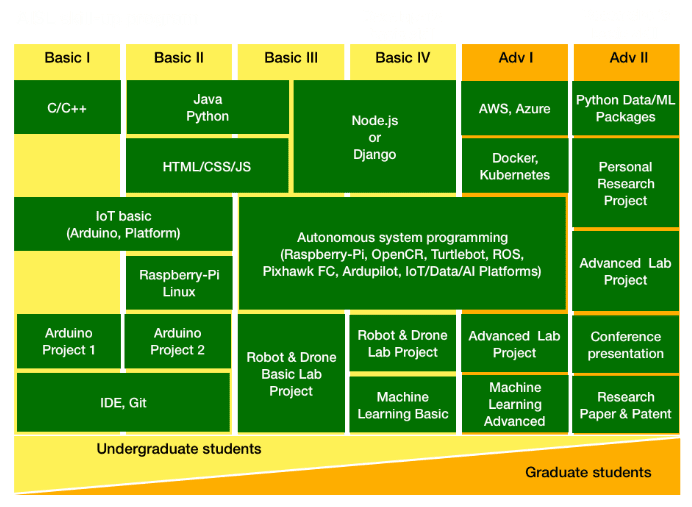 Basic I
Basic II
Basic III
Basic IV
Adv I
Adv II
C/C++
Java
Python
Node.js
or
Django
AWS, Azure
Python Data/ML
Packages
HTML/CSS/JS
Docker,
Kubernetes
Personal
Research
Project
IoT basic
(Arduino, Platform)
Autonomous system programming
(Raspberry-Pi, OpenCR, Turtlebot, ROS,
Pixhawk FC, Ardupilot, IoT/Data/AI Platforms)
Raspberry-Pi
Linux
Advanced Lab
Project
Arduino
Project 1
Arduino
Project 2
Robot & Drone
Basic Lab
Project
Robot & Drone
Lab Project
Advanced Lab
Project
Conference
presentation
IDE, Git
Machine
Learning Basic
Machine
Learning
Advanced
Research
Paper & Patent
Undergraduate students
Graduate students